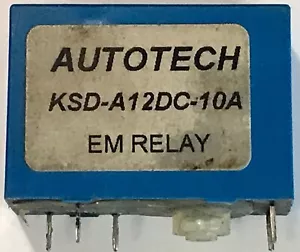 AUTOTECH
KSD-A12DC-10A
EM RELAY